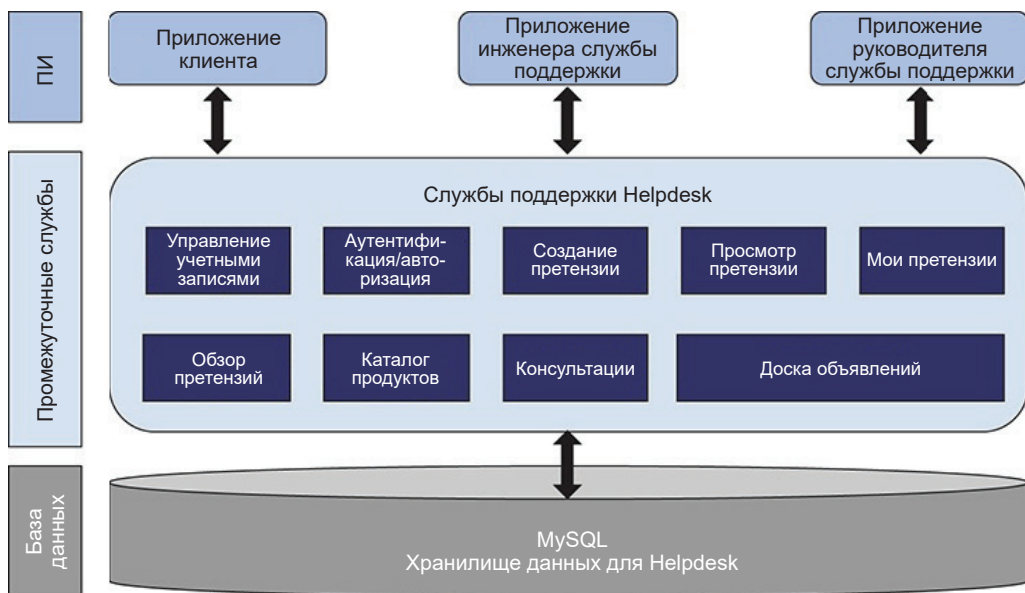 ПИ
Приложение
клиента
Приложение
инженера службы
поддержки
Приложение
руководителя
службы поддержки
Промежуточные службы
Службы поддержки Helpdesk
Управление
учетными
записями
Аутентифи-
кация/авто-
ризация
Создание
претензии
Просмотр
претензии
Мои претензии
Обзор
претензий
Каталог
продуктов
Консультации
Доска объявлений
База
данных
MySQL
Хранилище данных для Helpdesk